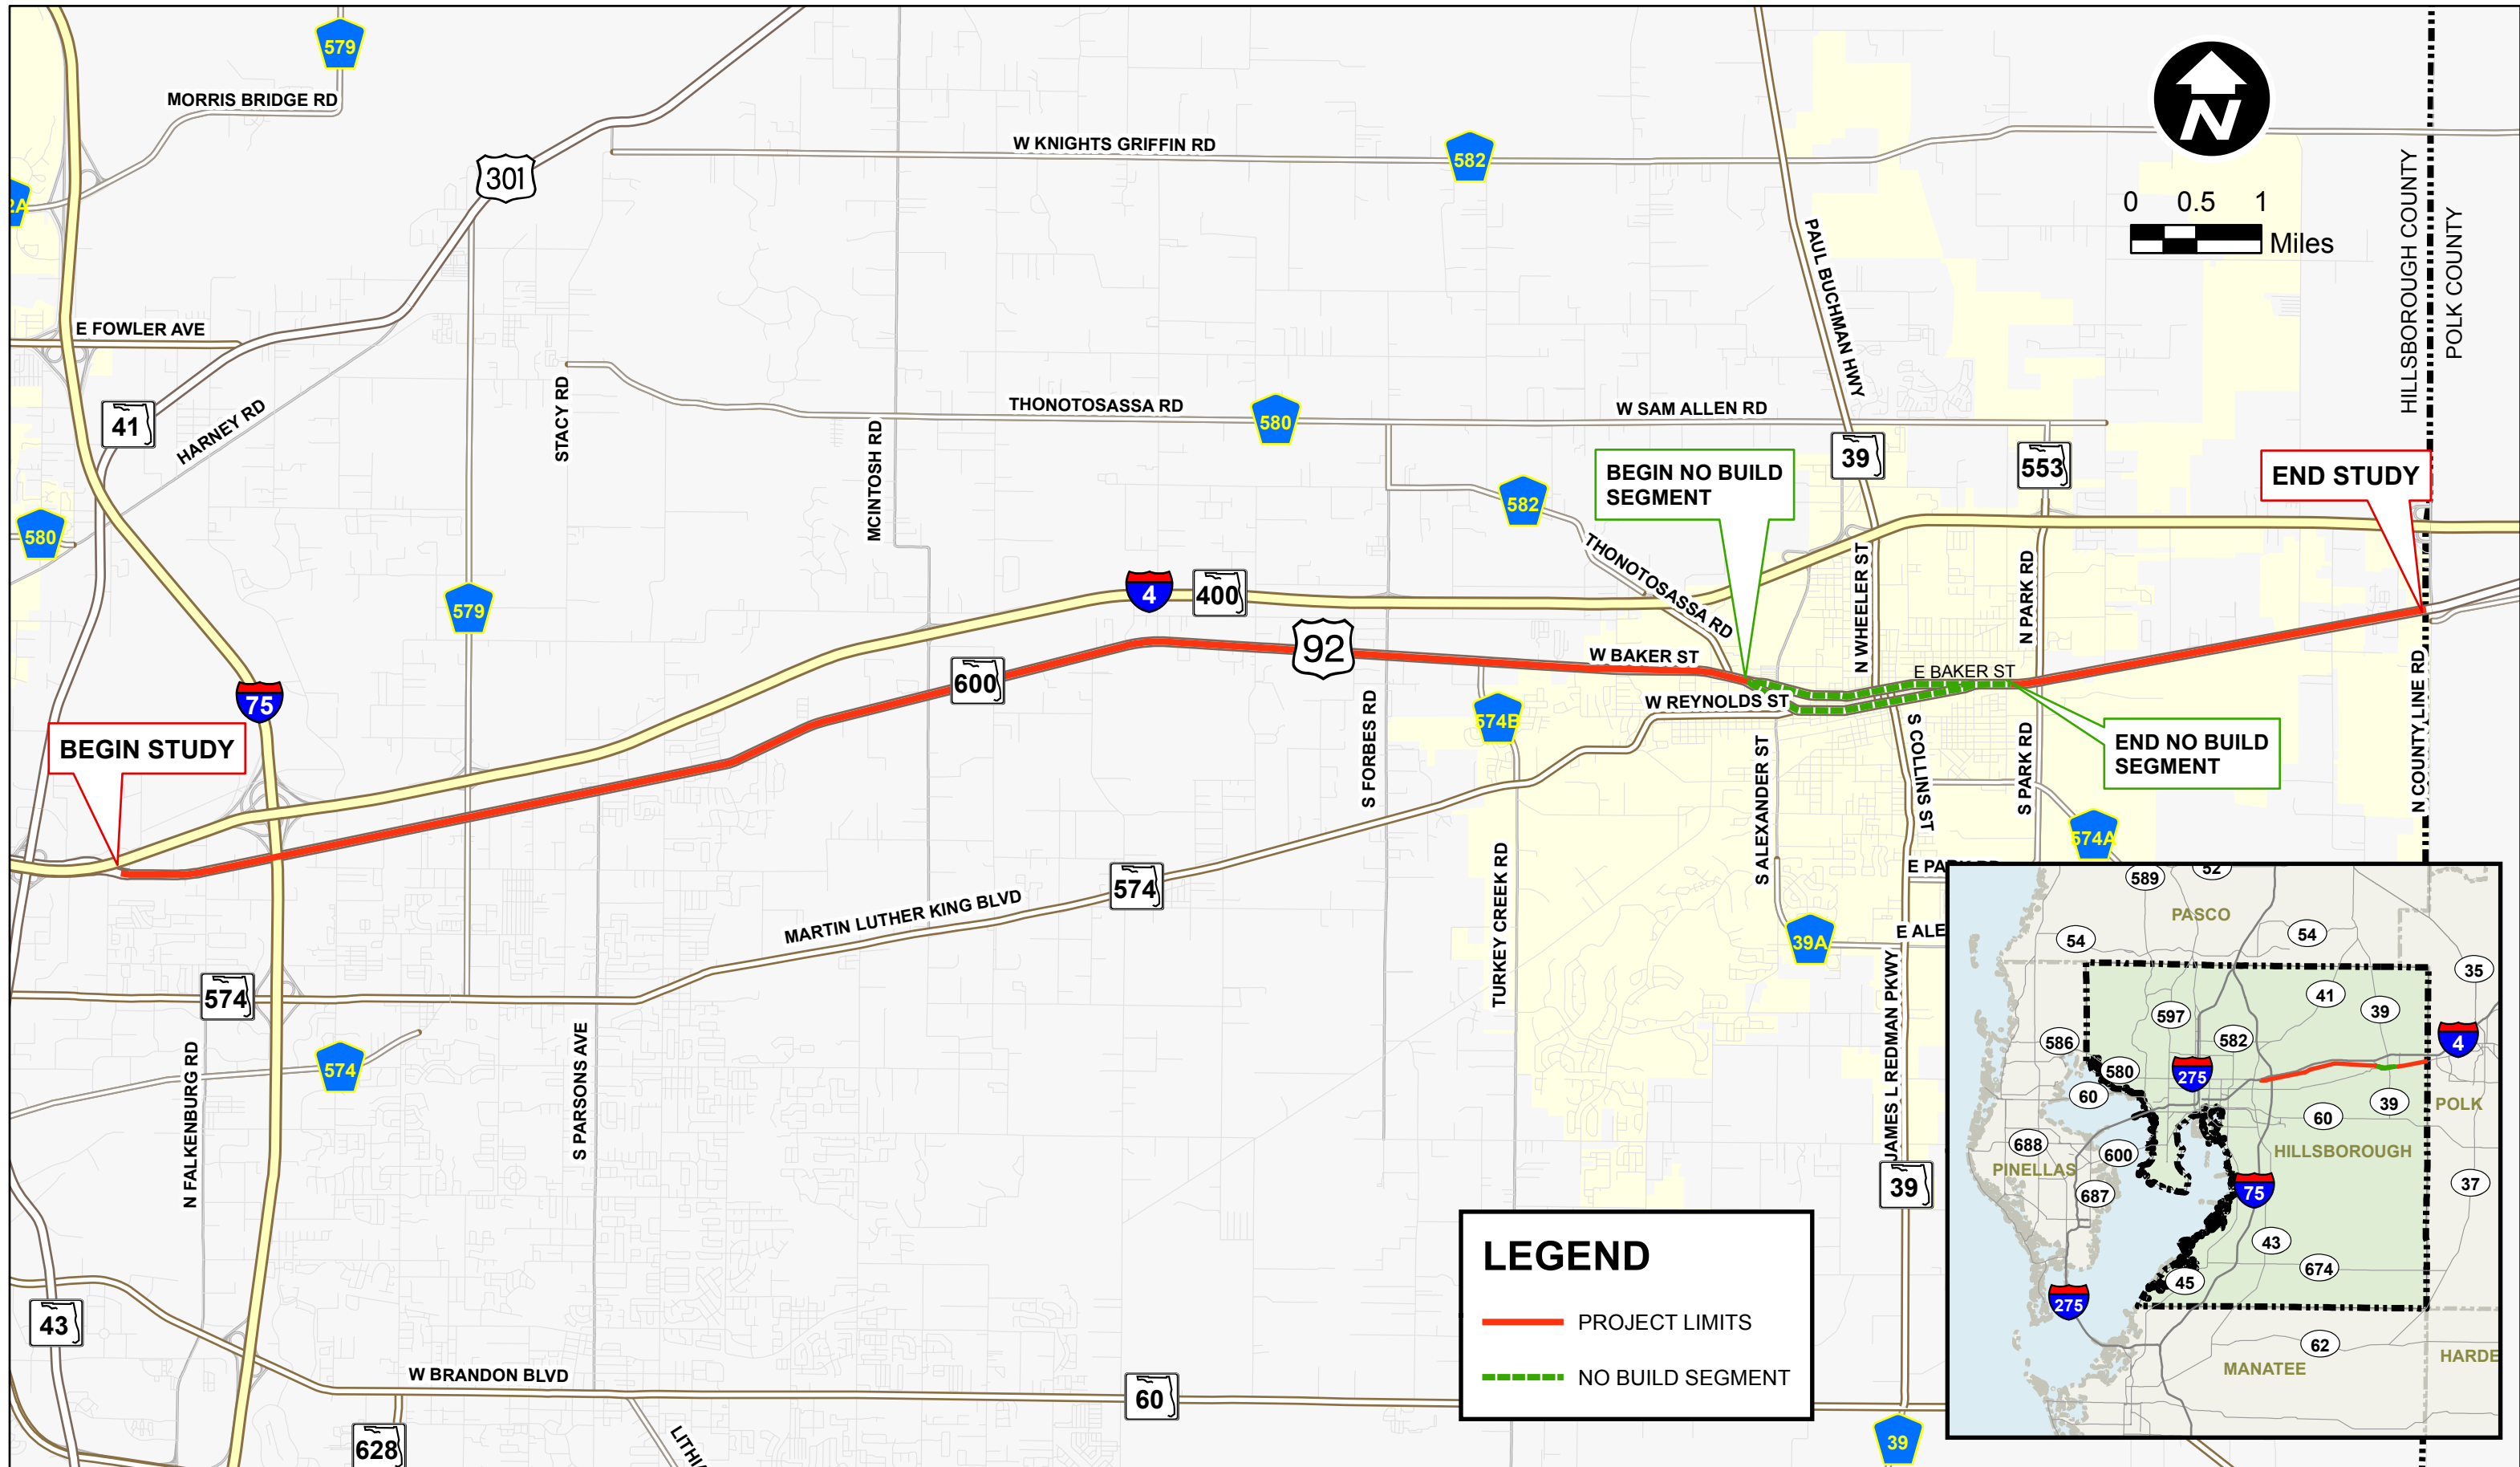 579
MORRIS BRIDGE RD
301
W KNIGHTS GRIFFIN RD
582
N
0 0.5 1
Miles
HILLSBOROUGH COUNTY
POLK COUNTY
2A
PAUL BUCHMAN HWY
E FOWLER AVE
41
HARNEY RD
STACY RD
MCINTOSH RD
THONOTOSASSA RD
580
W SAM ALLEN RD
39
553
BEGIN NO BUILD
SEGMENT
END STUDY
580
582
THONOTOSASSA RD
579
4
400
N WHEELER ST
N PARK RD
92
W BAKER ST
E BAKER ST
600
75
S FORBES RD
574B
W REYNOLDS ST
N COUNTY LINE RD
BEGIN STUDY
S ALEXANDER ST
S COLLINS ST
S PARK RD
END NO BUILD
SEGMENT
574A
574
MARTIN LUTHER KING BLVD
TURKEY CREEK RD
E PARK RD
39A
E ALE
574
N FALKENBURG RD
574
S PARSONS AVE
JAMES L REDMAN PKWY
39
43
W BRANDON BLVD
60
628
LITHI
39
LEGEND
PROJECT LIMITS
NO BUILD SEGMENT
589
52
PASCO
54
54
35
41
39
597
586
582
4
580
275
60
39
POLK
60
688
HILLSBOROUGH
600
PINELLAS
75
37
687
43
674
45
275
62
MANATEE
HARDE